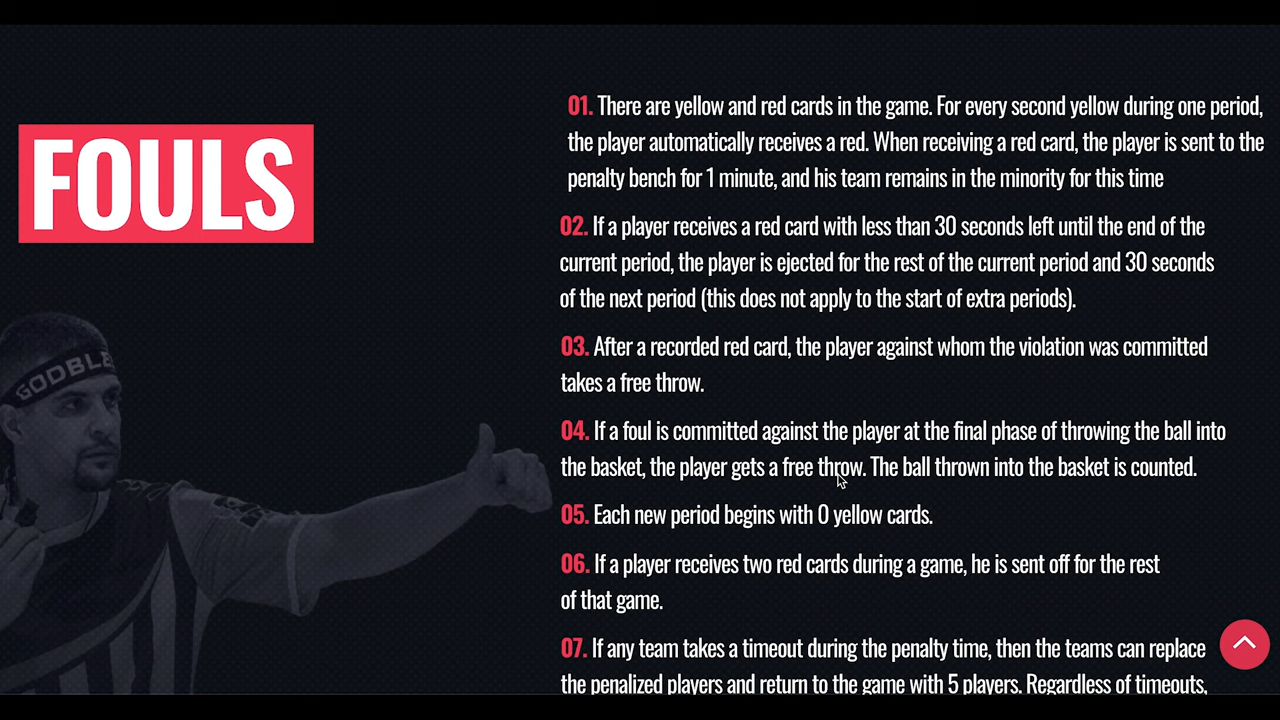 FOULS
01. There are yellow and red cards in the game. For every second yellow during one period,
the player automatically receives a red. When receiving a red card, the player is sent to the
penalty bench for 1 minute, and his team remains in the minority for this time
02. If a player receives a red card with less than 30 seconds left until the end of the
current period, the player is ejected for the rest of the current period and 30 seconds
of the next period (this does not apply to the start of extra periods).
03. After a recorded red card, the player against whom the violation was committed
takes a free throw.
04. If a foul is committed against the player at the final phase of throwing the ball into
the basket, the player gets a free throw. The ball thrown into the basket is counted.
05. Each new period begins with 0 yellow cards.
06. If a player receives two red cards during a game, he is sent off for the rest
of that game.
07. If any team takes a timeout during the penalty time, then the teams can replace
the penalized players and return to the game with 5 players. Regardless of timeouts,
GODBLE